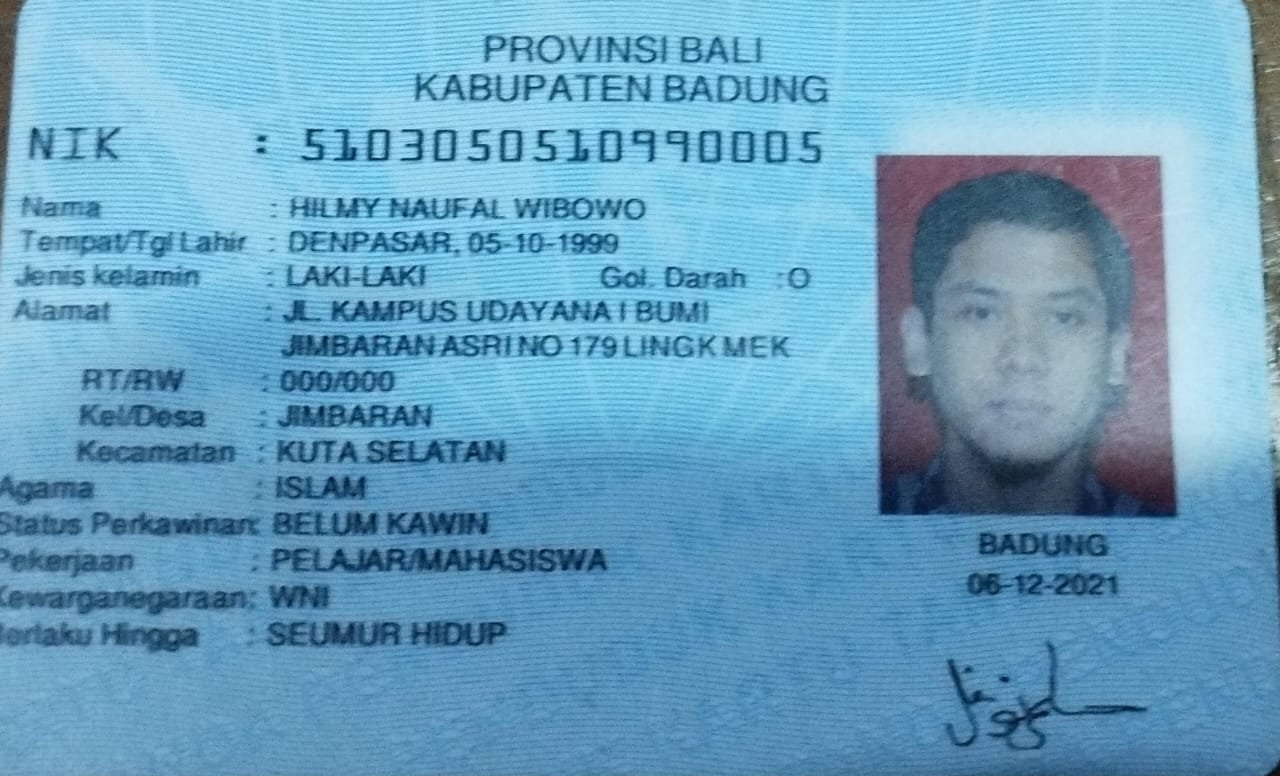 PROVINSI BALI
KABUPATEN BADUNG
NIK : 5103050510990005
Nama : HILMY NAUFAL WIBOWO
Tempat/Tgl Lahir : DENPASAR, 05-10-1999
Jenis kelamin : LAKI-LAKI Gol. Darah : O
Alamat : JL. KAMPUS UDAYANA I BUMI
JIMBARAN ASRI NO 179 LINGK MEK
RT/RW : 000/000
Kel/Desa : JIMBARAN
Kecamatan : KUTA SELATAN
Agama : ISLAM
Status Perkawinan: BELUM KAWIN
Pekerjaan : PELAJAR/MAHASISWA
Kewarganegaraan: WNI
Berlaku Hingga : SEUMUR HIDUP
BADUNG
06-12-2021